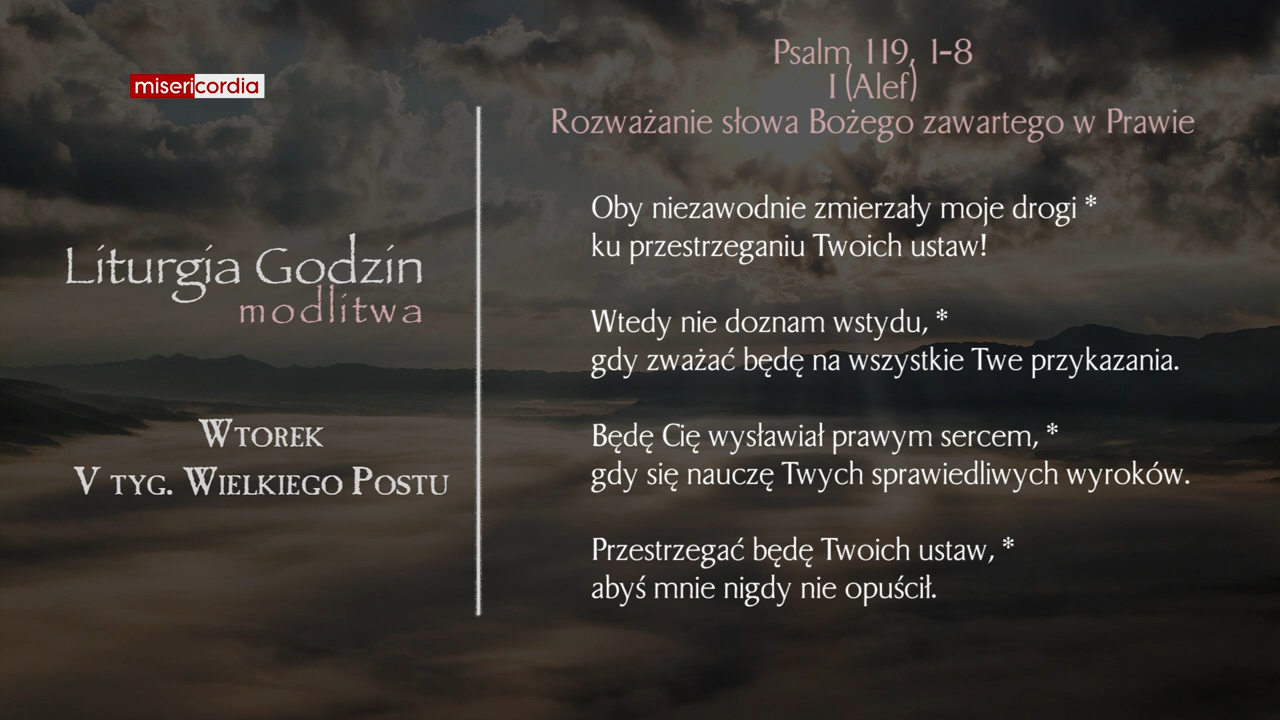 misericordia
Liturgia Godzin
modlitwa
Wtorek
V tyg. Wielkiego Postu
Psalm 119, 1-8
I (Alef)
Rozważanie słowa Bożego zawartego w Prawie
Oby niezawodnie zmierzały moje drogi *
ku przestrzeganiu Twoich ustaw!
Wtedy nie doznam wstydu, *
gdy zważać będę na wszystkie Twe przykazania.
Będę Cię wysławiał prawym sercem, *
gdy się nauczę Twych sprawiedliwych wyroków.
Przestrzegać będę Twoich ustaw, *
abyś mnie nigdy nie opuścił.